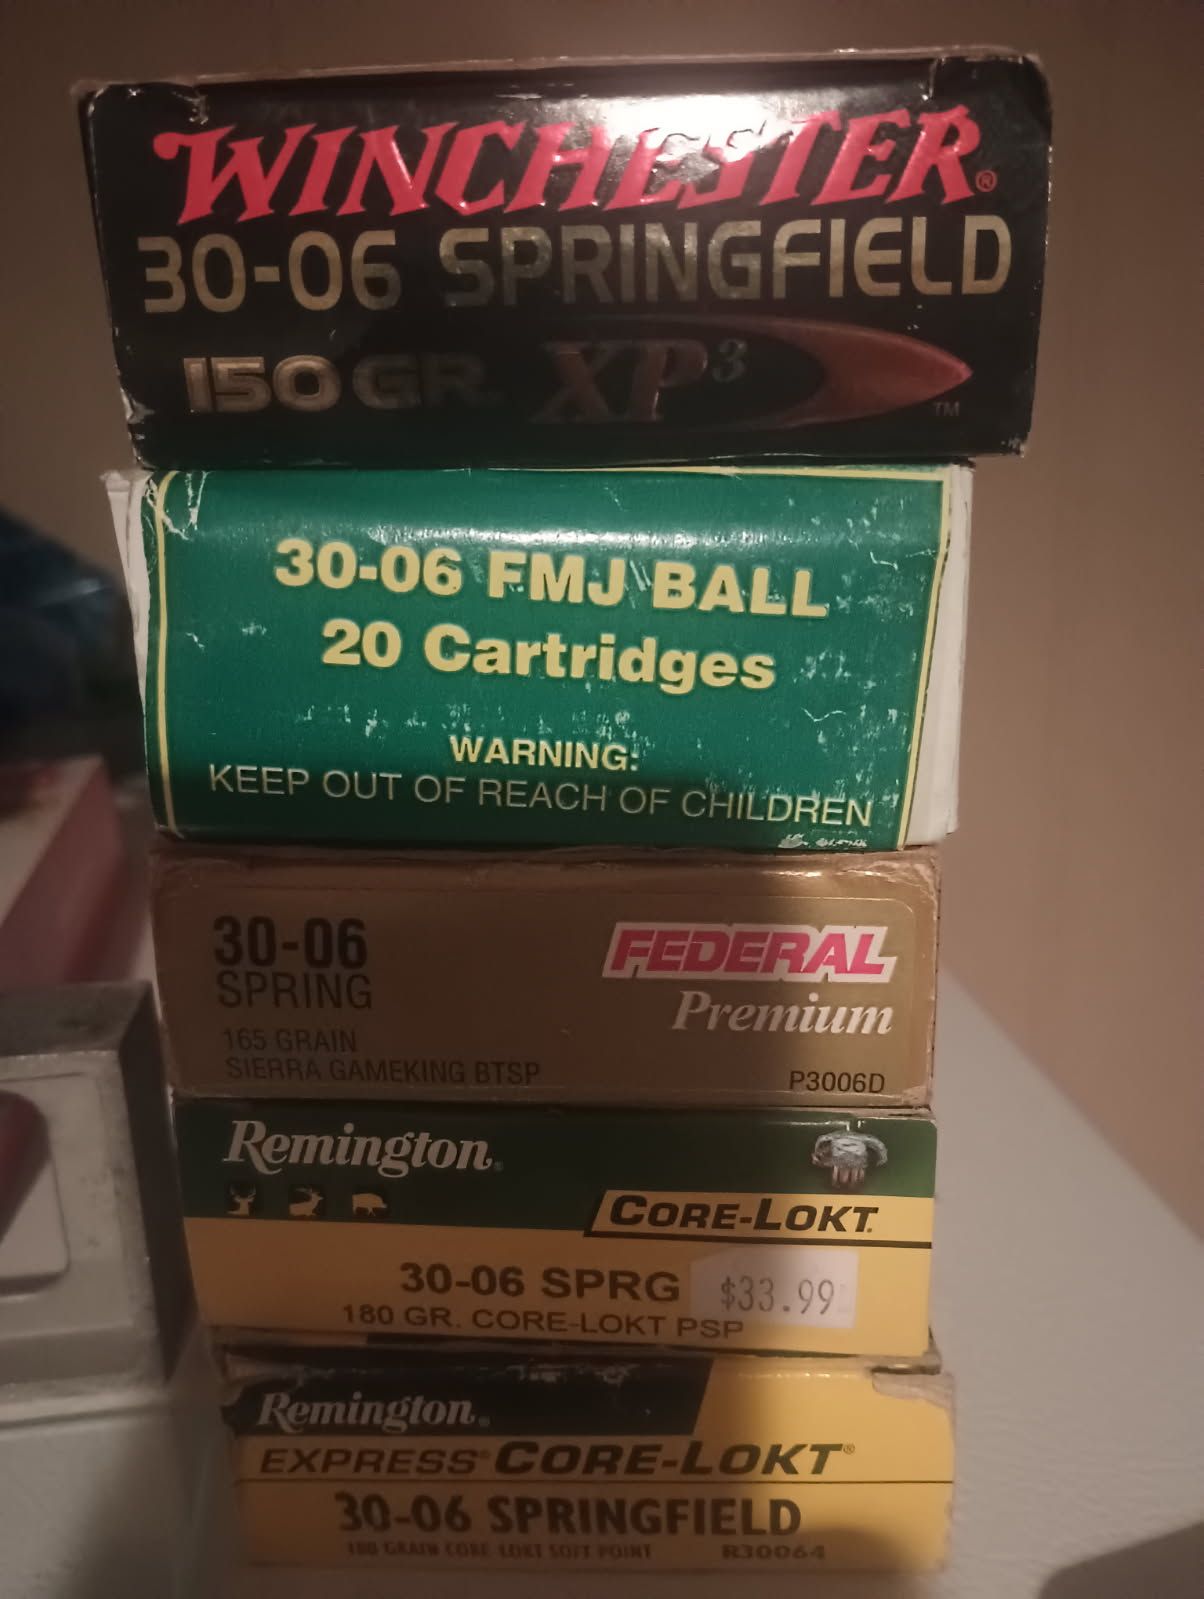 WINCHESTER®
30-06 SPRINGFIELD
150 GR XP³ ™
30-06 FMJ BALL
20 Cartridges
WARNING:
KEEP OUT OF REACH OF CHILDREN
30-06
SPRING
165 GRAIN
SIERRA GAMEKING BTSP
FEDERAL
Premium
P3006D
Remington®
CORE-LOKT
30-06 SPRG
$33.99
180 GR. CORE-LOKT PSP
Remington®
EXPRESS® CORE-LOKT®
30-06 SPRINGFIELD
180 GRAIN CORE-LOKT SOFT POINT R30064